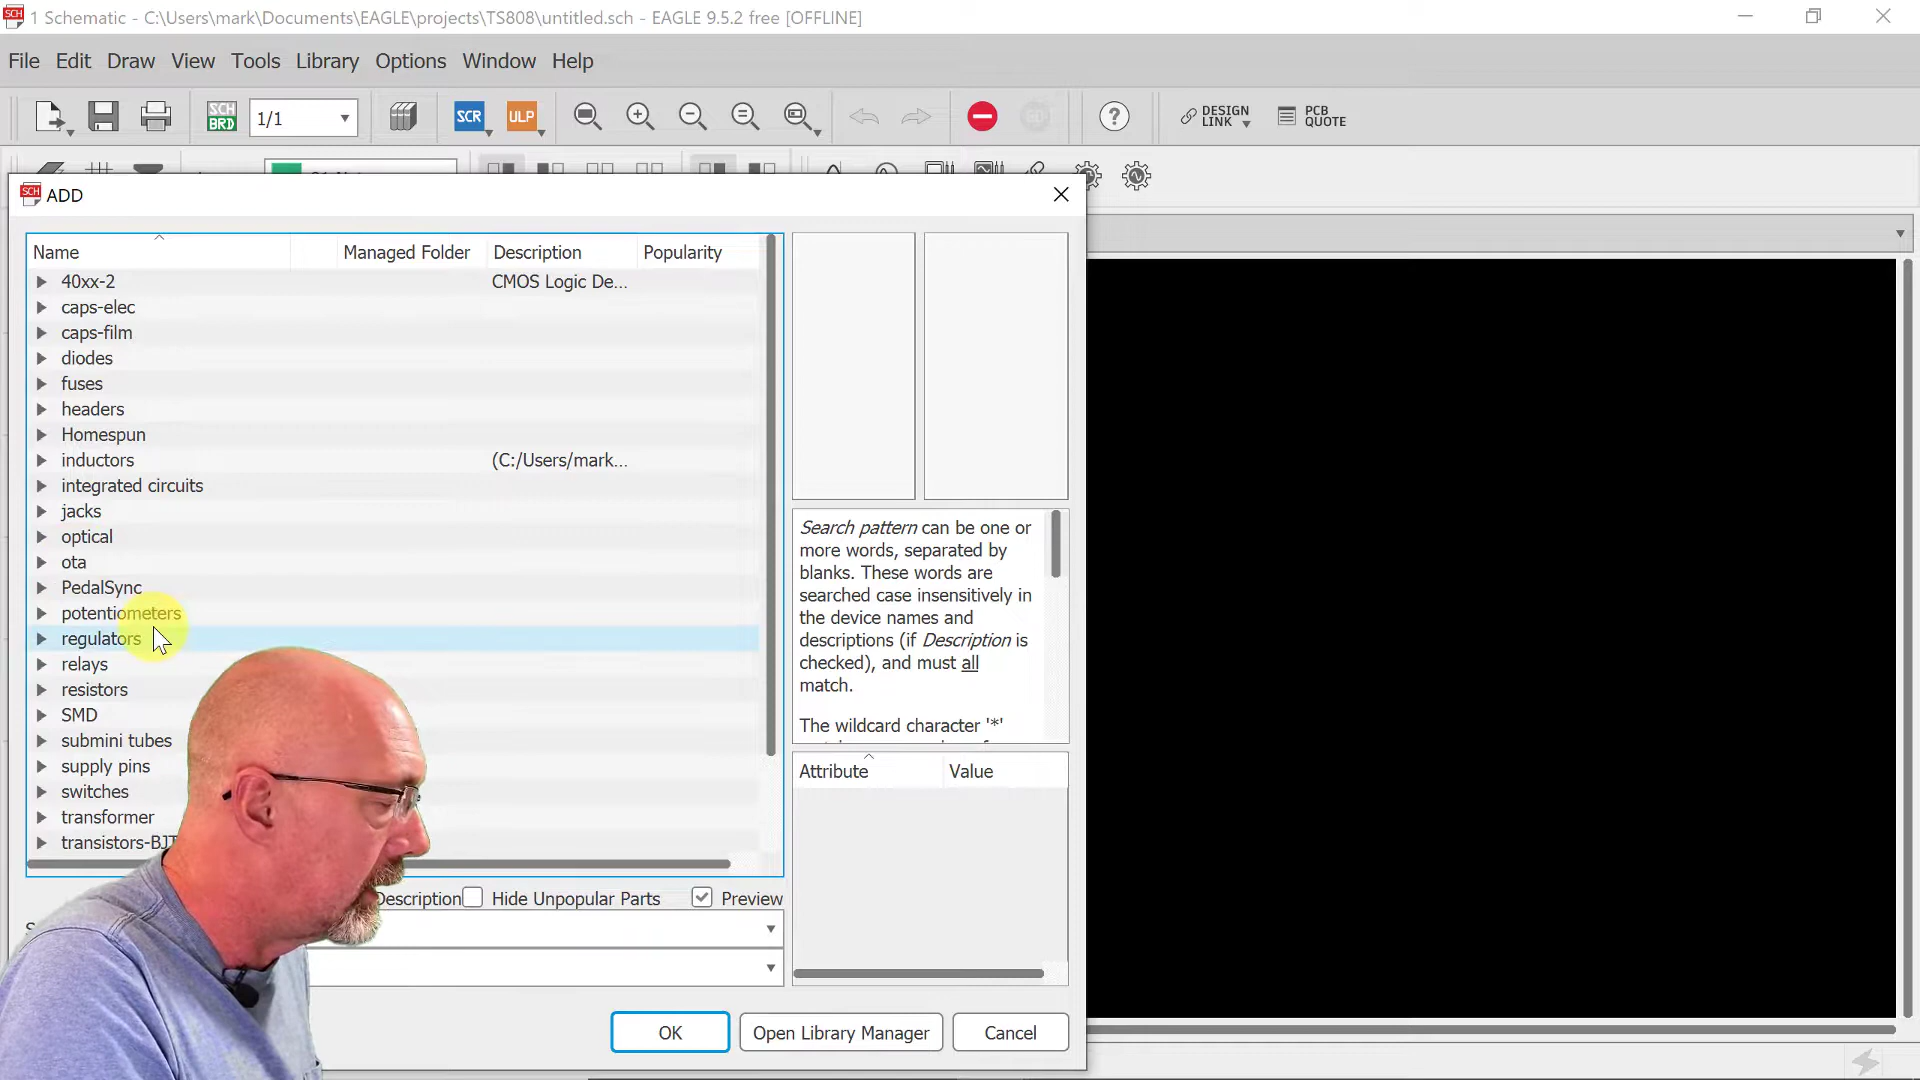 1 Schematic - C:\Users\mark\Documents\EAGLE\projects\TS808\untitled.sch - EAGLE 9.5.2 free [OFFLINE]
File Edit Draw View Tools Library Options Window Help
SCH BRD 1/1 SCR ULP DESIGN LINK PCB QUOTE
ADD
Name Managed Folder Description Popularity
40xx-2 CMOS Logic De...
caps-elec
caps-film
diodes
fuses
headers
Homespun
inductors (C:/Users/mark...
integrated circuits
jacks
optical
ota
PedalSync
potentiometers
regulators
relays
resistors
SMD
submini tubes
supply pins
switches
transformer
transistors-BJT
Description Hide Unpopular Parts Preview
Search pattern can be one or
more words, separated by
blanks. These words are
searched case insensitively in
the device names and
descriptions (if Description is
checked), and must all
match.
The wildcard character '*'
Attribute Value
OK Open Library Manager Cancel